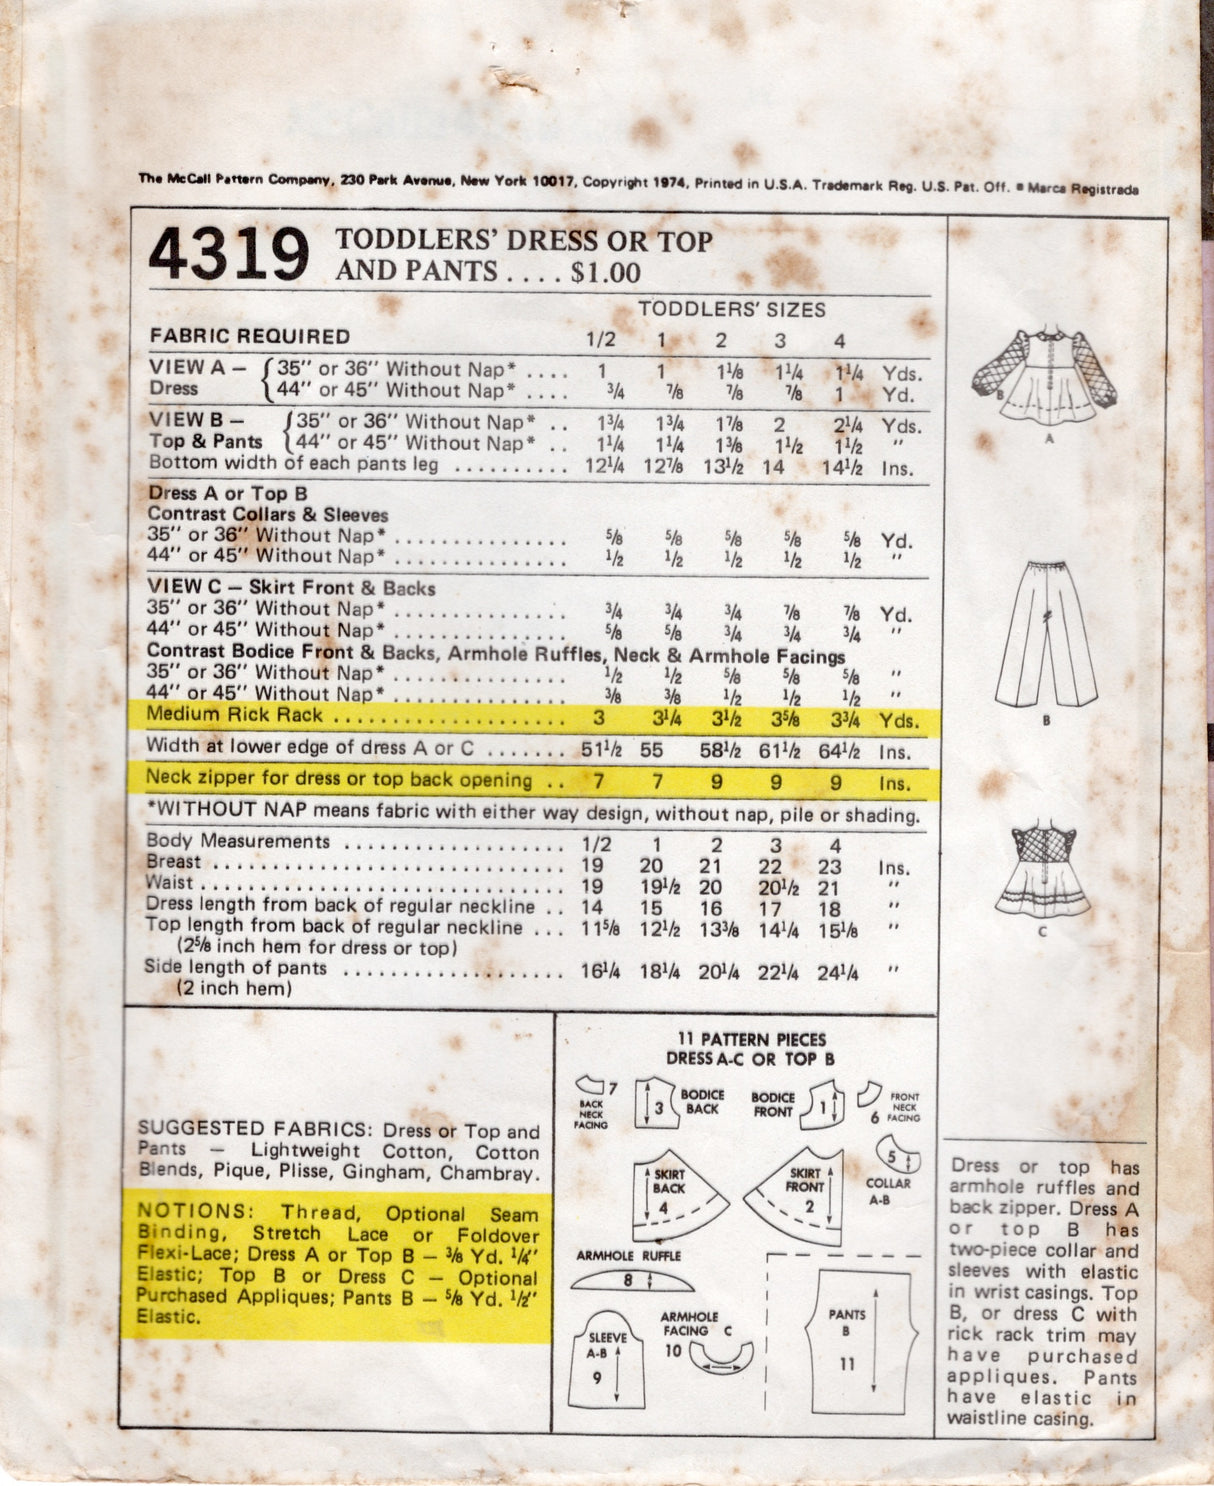 The McCall Pattern Company, 230 Park Avenue, New York 10017, Copyright 1974, Printed in U.S.A. Trademark Reg. U.S. Pat. Off. ■ Marca Registrada
4319 TODDLERS' DRESS OR TOP
AND PANTS . . . . $1.00
TODDLERS' SIZES
FABRIC REQUIRED 1/2 1 2 3 4
VIEW A — 35" or 36" Without Nap* . . . . 1 1 1⅛ 1¼ 1¼ Yds.
Dress 44" or 45" Without Nap* . . . . ¾ ⅞ ⅞ ⅞ 1 Yd.
VIEW B — 35" or 36" Without Nap* . . 1¾ 1¾ 1⅞ 2 2¼ Yds.
Top & Pants 44" or 45" Without Nap* . . 1¼ 1¼ 1⅜ 1½ 1½ "
Bottom width of each pants leg . . . . . . . . . . 12¼ 12⅞ 13½ 14 14½ Ins.
Dress A or Top B
Contrast Collars & Sleeves
35" or 36" Without Nap* . . . . . . . . . . . . . . . ⅝ ⅝ ⅝ ⅝ ⅝ Yd.
44" or 45" Without Nap* . . . . . . . . . . . . . . . ½ ½ ½ ½ ½ "
VIEW C — Skirt Front & Backs
35" or 36" Without Nap* . . . . . . . . . . . . . . . ¾ ¾ ¾ ⅞ ⅞ Yd.
44" or 45" Without Nap* . . . . . . . . . . . . . . . ⅝ ⅝ ¾ ¾ ¾ "
Contrast Bodice Front & Backs, Armhole Ruffles, Neck & Armhole Facings
35" or 36" Without Nap* . . . . . . . . . . . . . . . ½ ½ ⅝ ⅝ ⅝ "
44" or 45" Without Nap* . . . . . . . . . . . . . . . ⅜ ⅜ ½ ½ ½ "
Medium Rick Rack . . . . . . . . . . . . . . . . . . . . 3 3¼ 3½ 3⅝ 3¾ Yds.
Width at lower edge of dress A or C . . . . . . . 51½ 55 58½ 61½ 64½ Ins.
Neck zipper for dress or top back opening . . 7 7 9 9 9 Ins.
*WITHOUT NAP means fabric with either way design, without nap, pile or shading.
Body Measurements . . . . . . . . . . . . . . . . . . . 1/2 1 2 3 4
Breast . . . . . . . . . . . . . . . . . . . . . . . . . . . . . . 19 20 21 22 23 Ins.
Waist . . . . . . . . . . . . . . . . . . . . . . . . . . . . . . . 19 19½ 20 20½ 21 "
Dress length from back of regular neckline . . 14 15 16 17 18 "
Top length from back of regular neckline . . . 11⅝ 12½ 13⅜ 14¼ 15⅛ "
(2⅝ inch hem for dress or top)
Side length of pants . . . . . . . . . . . . . . . . . . . 16¼ 18¼ 20¼ 22¼ 24¼ "
(2 inch hem)
B
A
B
C
SUGGESTED FABRICS: Dress or Top and
Pants — Lightweight Cotton, Cotton
Blends, Pique, Plisse, Gingham, Chambray.
NOTIONS: Thread, Optional Seam
Binding, Stretch Lace or Foldover
Flexi-Lace; Dress A or Top B — ⅜ Yd. ¼"
Elastic; Top B or Dress C — Optional
Purchased Appliques; Pants B — ⅝ Yd. ½"
Elastic.
11 PATTERN PIECES
DRESS A-C OR TOP B
7
BACK
NECK
FACING
3
BODICE
BACK
BODICE
FRONT
1
6
FRONT
NECK
FACING
SKIRT
BACK
4
SKIRT
FRONT
2
5
COLLAR
A-B
ARMHOLE RUFFLE
8
SLEEVE
A-B
9
ARMHOLE
FACING C
10
PANTS
B
11
Dress or top has
armhole ruffles and
back zipper. Dress A
or top B has
two-piece collar and
sleeves with elastic
in wrist casings. Top
B, or dress C with
rick rack trim may
have purchased
appliques. Pants
have elastic in
waistline casing.